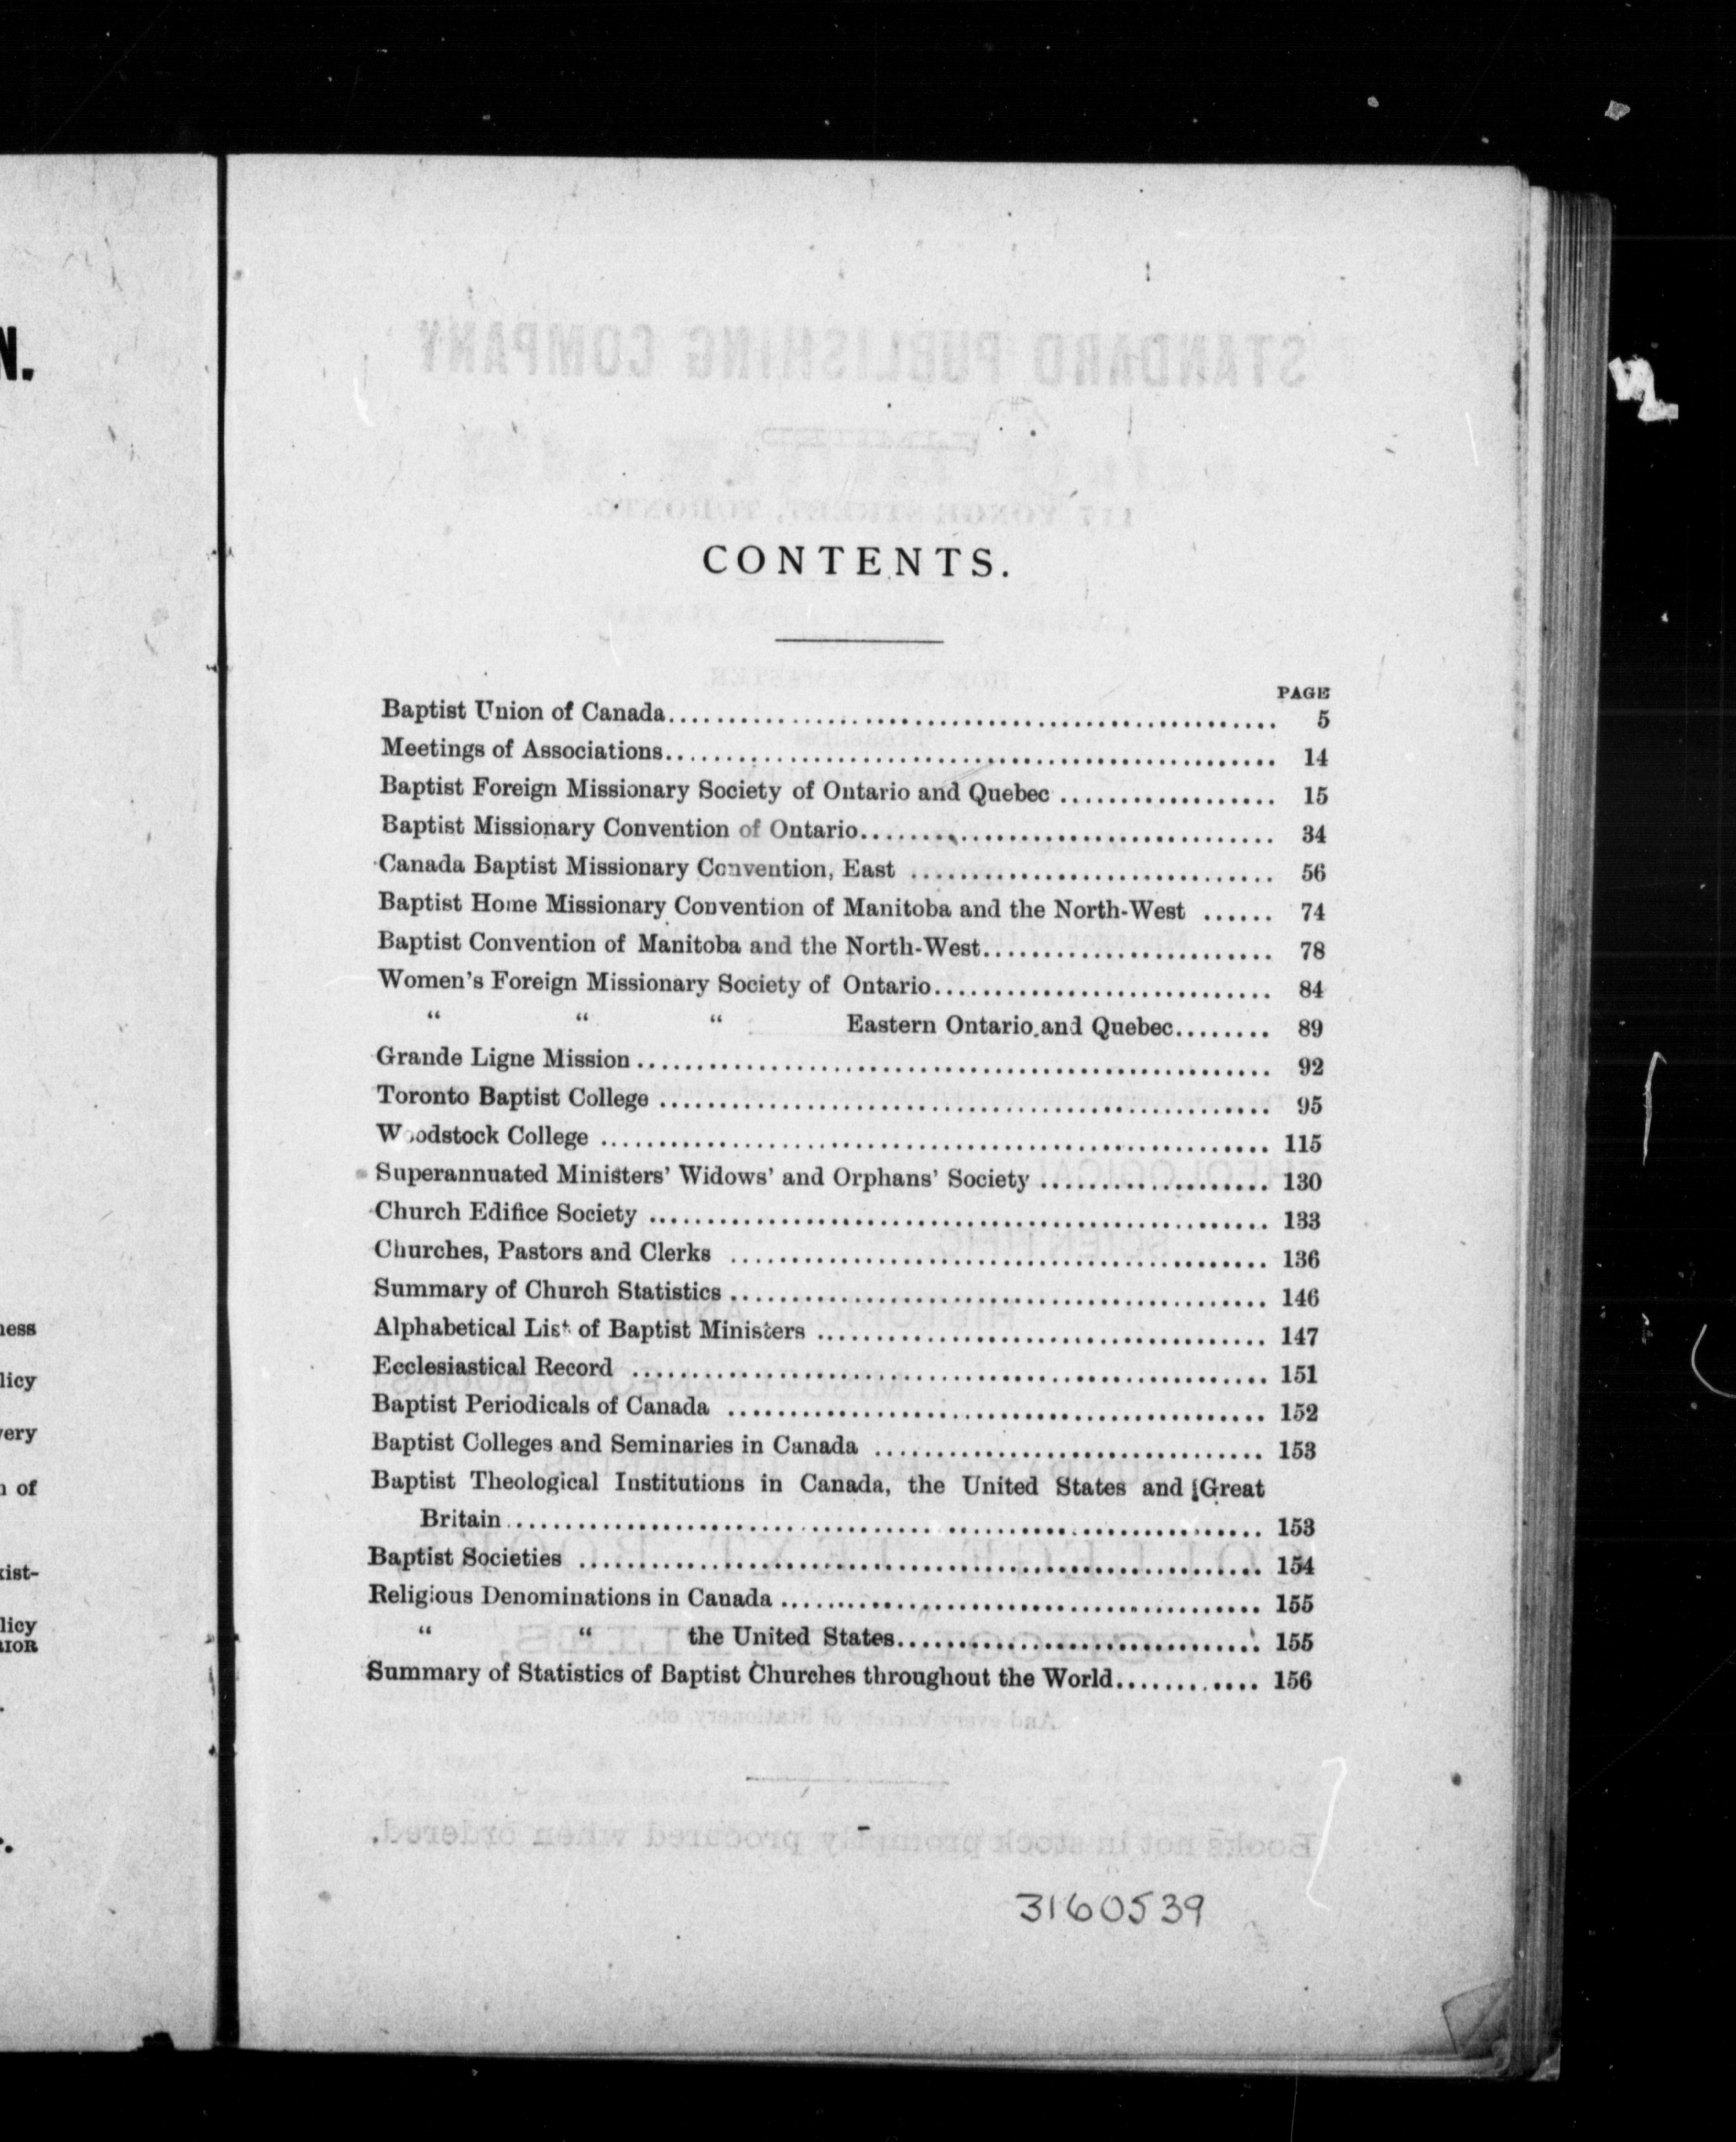 N.
licy
of
licy
CONTENTS.
PAGE
Baptist Union of Canada.................................................... 5
Meetings of Associations.................................................... 14
Baptist Foreign Missionary Society of Ontario and Quebec .................. 15
Baptist Missionary Convention of Ontario.................................. 34
Canada Baptist Missionary Convention, East .............................. 56
Baptist Home Missionary Convention of Manitoba and the North-West ...... 74
Baptist Convention of Manitoba and the North-West........................ 78
Women's Foreign Missionary Society of Ontario............................ 84
“ “ “ Eastern Ontario and Quebec........ 89
Grande Ligne Mission .................................................... 92
Toronto Baptist College .................................................. 95
Woodstock College ........................................................ 115
Superannuated Ministers' Widows' and Orphans' Society ................... 130
Church Edifice Society .................................................... 133
Churches, Pastors and Clerks ............................................ 136
Summary of Church Statistics ............................................ 146
Alphabetical List of Baptist Ministers ..................................... 147
Ecclesiastical Record ..................................................... 151
Baptist Periodicals of Canada ............................................. 152
Baptist Colleges and Seminaries in Canada ................................ 153
Baptist Theological Institutions in Canada, the United States and Great
Britain .............................................................. 153
Baptist Societies ......................................................... 154
Religious Denominations in Canada ........................................ 155
“ “ the United States.............................. 155
Summary of Statistics of Baptist Churches throughout the World............ 156
3160539